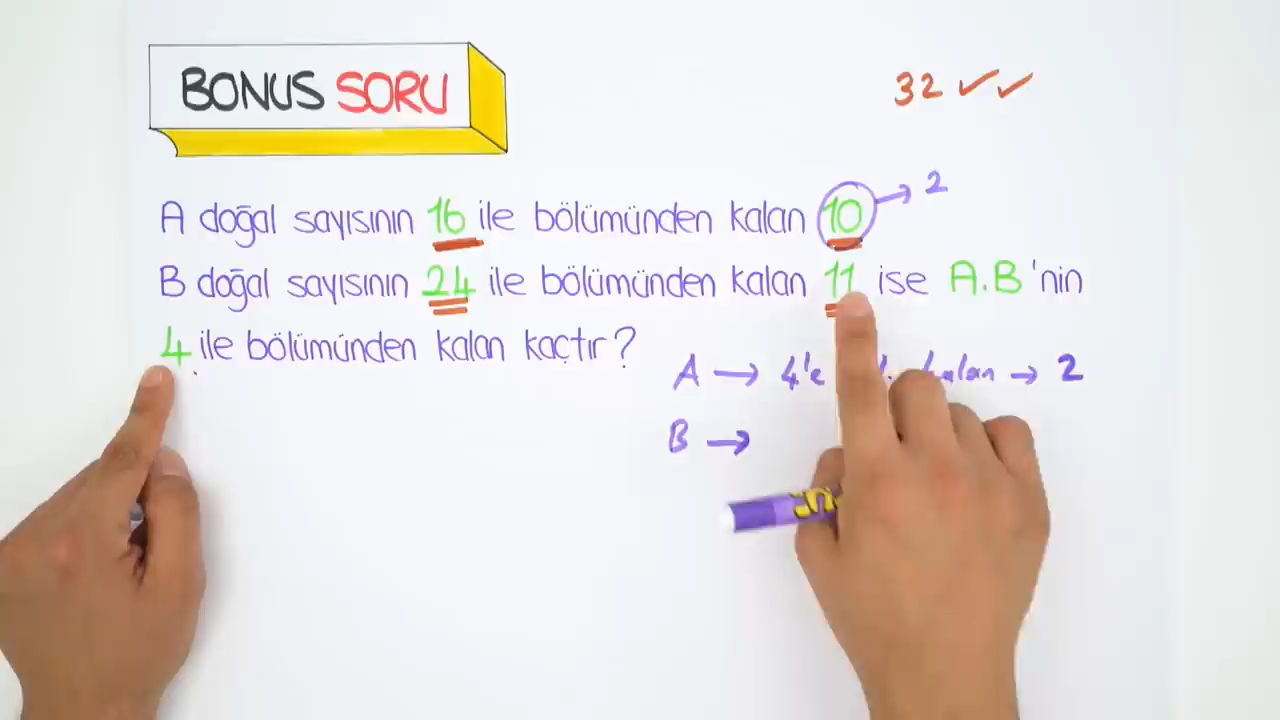 BONUS SORU
32
A doğal sayısının 16 ile bölümünden kalan 10 → 2
B doğal sayısının 24 ile bölümünden kalan 11 ise A.B'nin
4 ile bölümünden kalan kaçtır?
A → 4'e kalan → 2
B →